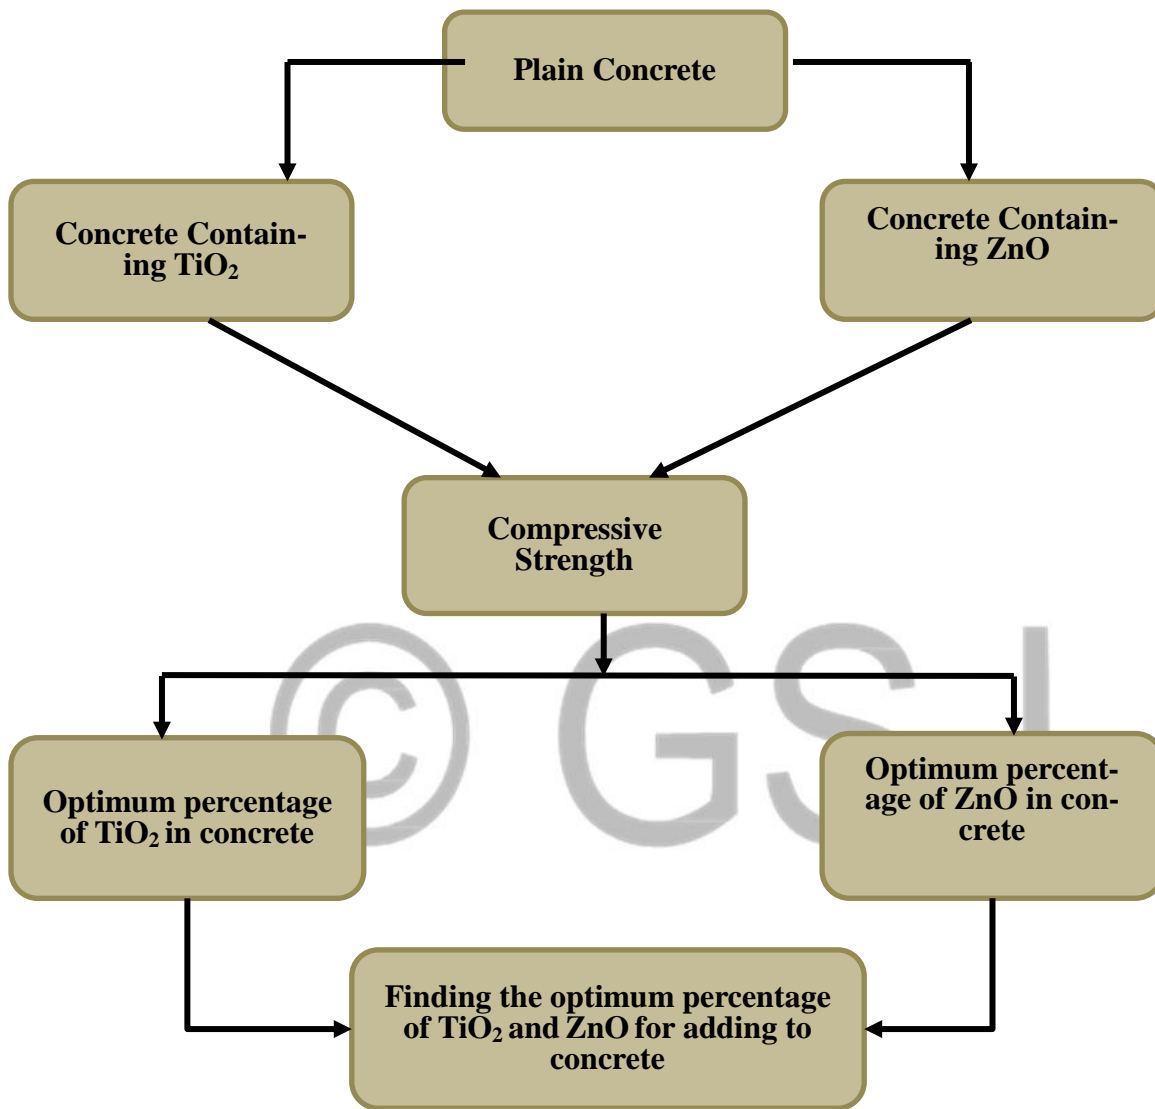 Plain Concrete
Concrete Contain-
ing TiO₂
Concrete Contain-
ing ZnO
Compressive
Strength
© GSJ
Optimum percentage
of TiO₂ in concrete
Optimum percent-
age of ZnO in con-
crete
Finding the optimum percentage
of TiO₂ and ZnO for adding to
concrete